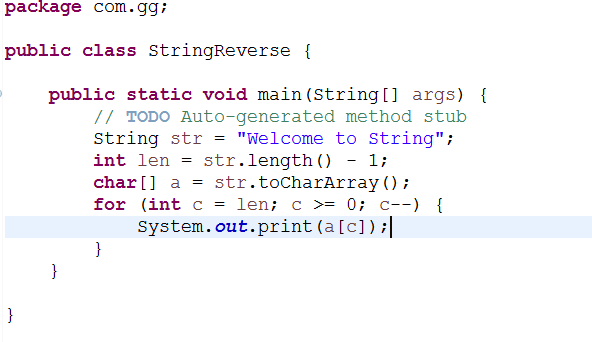 package com.gg;
public class StringReverse {
public static void main(String[] args) {
// TODO Auto-generated method stub
String str = "Welcome to String";
int len = str.length() - 1;
char[] a = str.toCharArray();
for (int c = len; c >= 0; c--) {
System.out.print(a[c]);
}
}
}